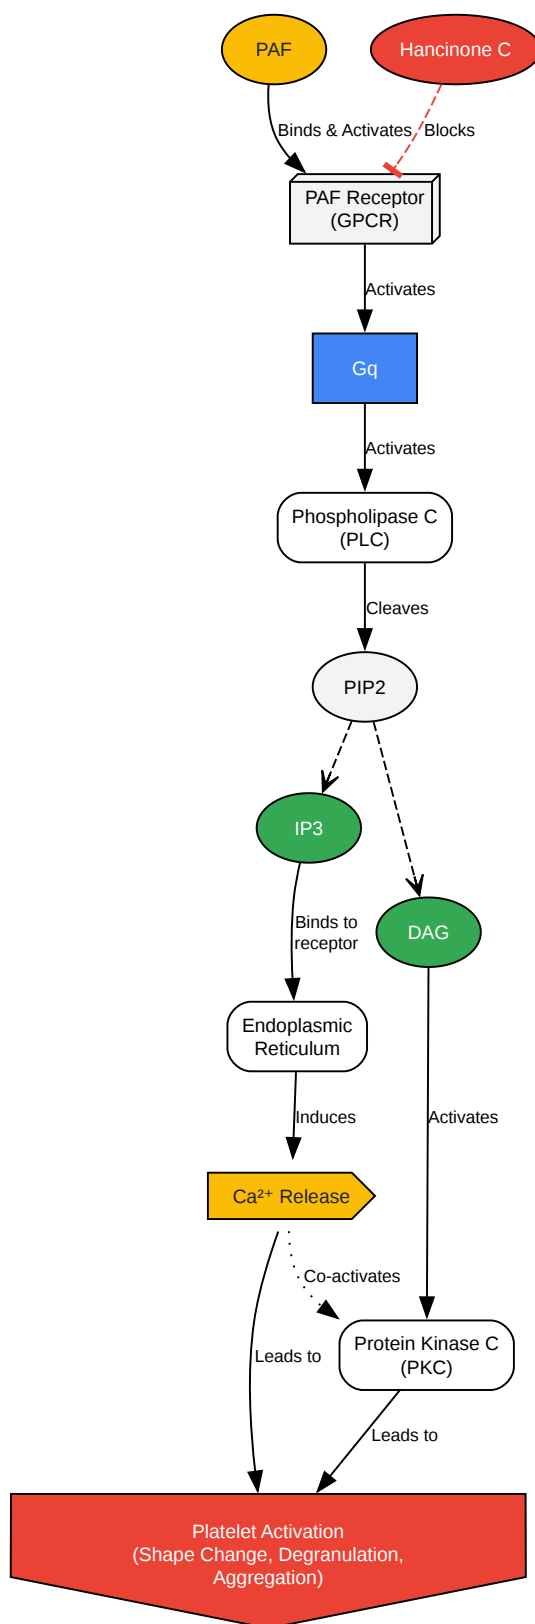 PAF
Hancinone C
Binds & Activates
Blocks
PAF Receptor
(GPCR)
Activates
Gq
Activates
Phospholipase C
(PLC)
Cleaves
PIP2
IP3
DAG
Binds to
receptor
Endoplasmic
Reticulum
Induces
Activates
Ca²⁺ Release
Co-activates
Leads to
Protein Kinase C
(PKC)
Leads to
Platelet Activation
(Shape Change, Degranulation,
Aggregation)